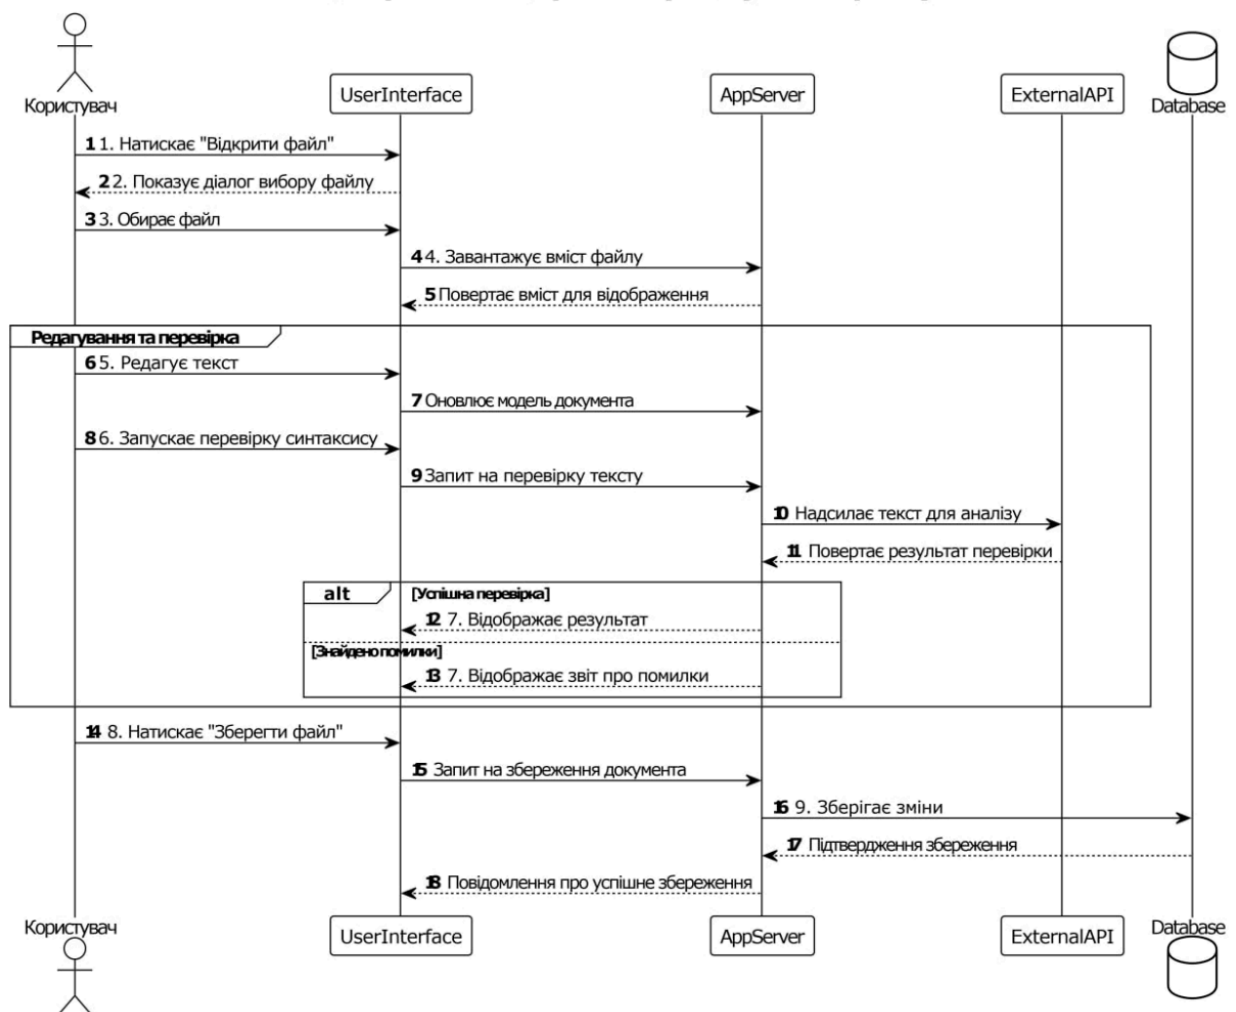 Користувач
UserInterface
AppServer
ExternalAPI
Database
1 1. Натискає "Відкрити файл"
2 2. Показує діалог вибору файлу
3 3. Обирає файл
4 4. Завантажує вміст файлу
5 Повертає вміст для відображення
Редагування та перевірка
6 5. Редагує текст
7 Оновлює модель документа
8 6. Запускає перевірку синтаксису
9 Запит на перевірку тексту
10 Надсилає текст для аналізу
11 Повертає результат перевірки
alt [Успішна перевірка]
12 7. Відображає результат
[Знайдено помилки]
13 7. Відображає звіт про помилки
14 8. Натискає "Зберегти файл"
15 Запит на збереження документа
16 9. Зберігає зміни
17 Підтвердження збереження
18 Повідомлення про успішне збереження
Користувач
UserInterface
AppServer
ExternalAPI
Database